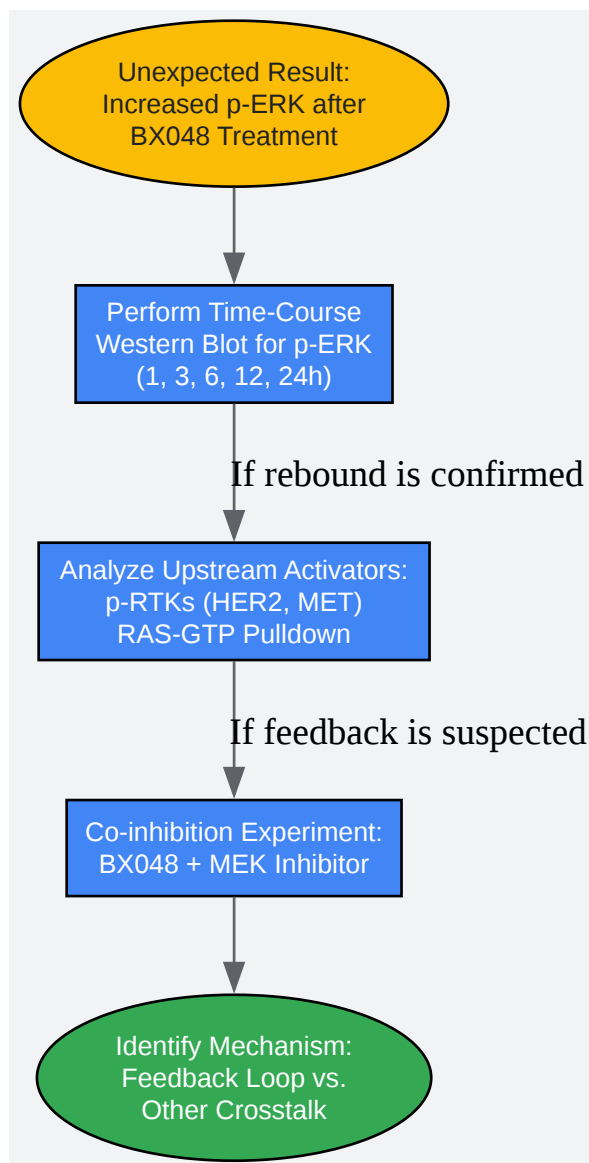 Unexpected Result:
Increased p-ERK after
BX048 Treatment
Perform Time-Course
Western Blot for p-ERK
(1, 3, 6, 12, 24h)
If rebound is confirmed
Analyze Upstream Activators:
p-RTKs (HER2, MET)
RAS-GTP Pulldown
If feedback is suspected
Co-inhibition Experiment:
BX048 + MEK Inhibitor
Identify Mechanism:
Feedback Loop vs.
Other Crosstalk